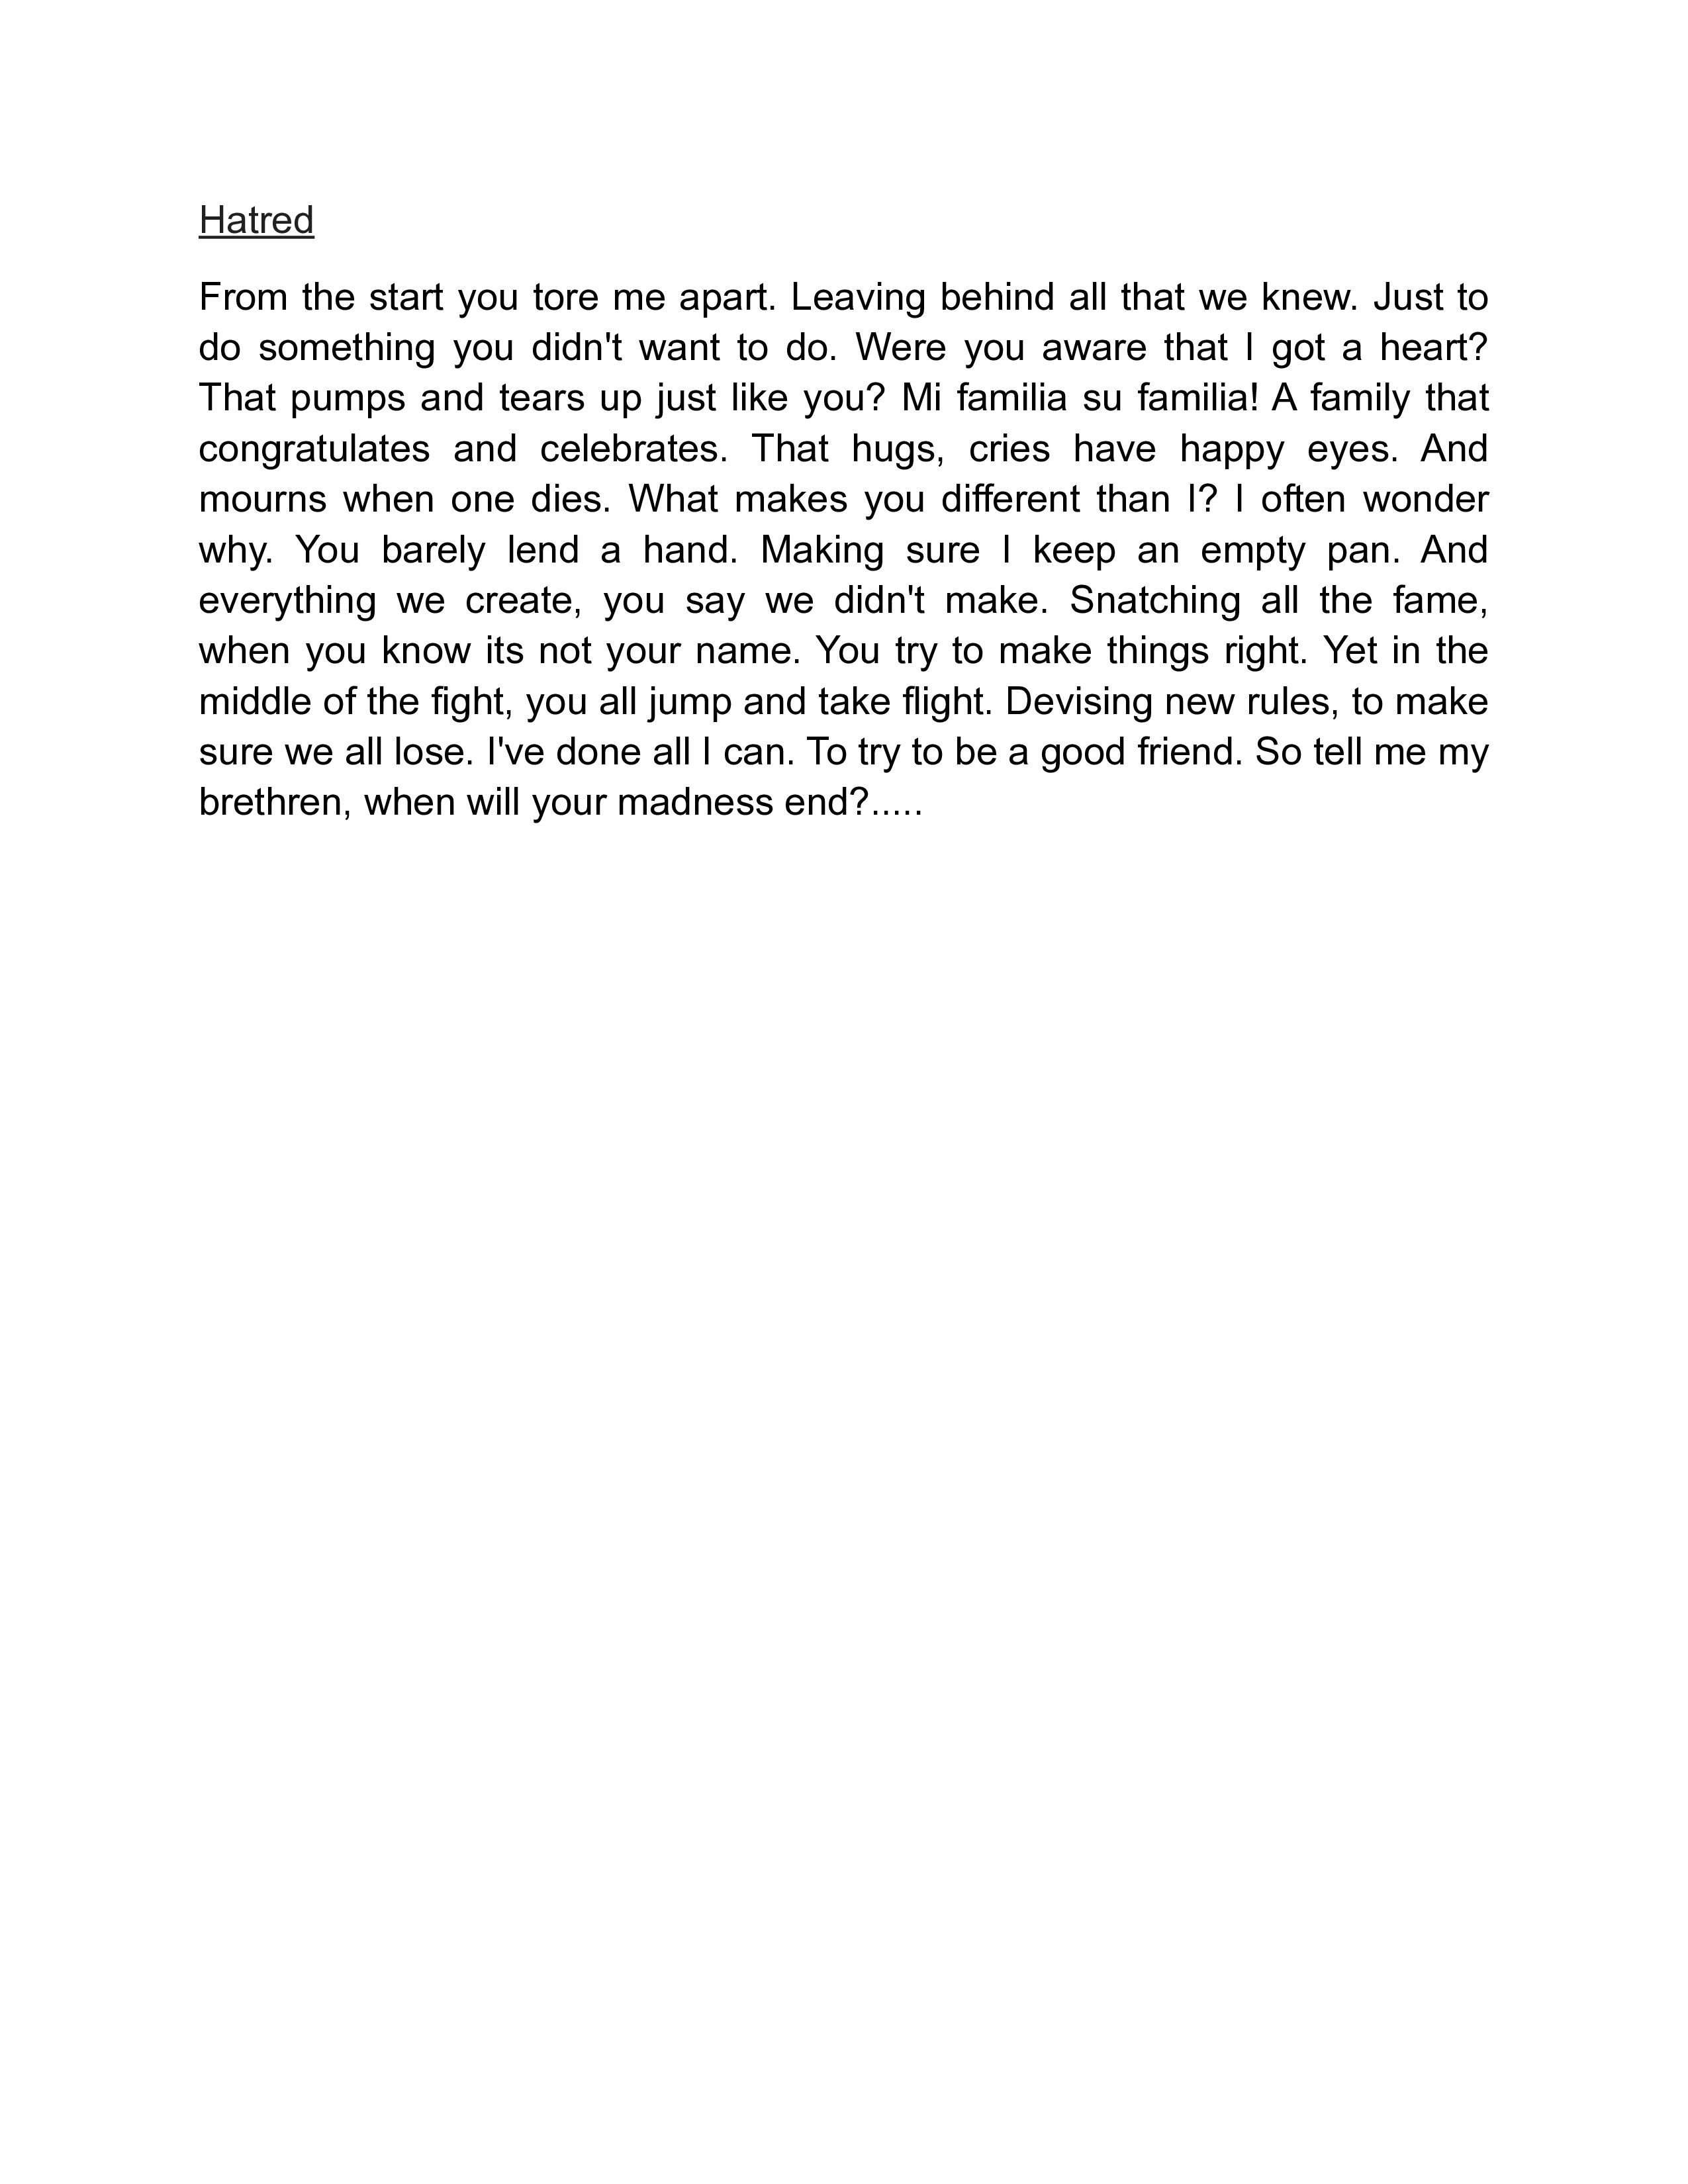 Hatred
From the start you tore me apart. Leaving behind all that we knew. Just to
do something you didn't want to do. Were you aware that I got a heart?
That pumps and tears up just like you? Mi familia su familia! A family that
congratulates and celebrates. That hugs, cries have happy eyes. And
mourns when one dies. What makes you different than I? I often wonder
why. You barely lend a hand. Making sure I keep an empty pan. And
everything we create, you say we didn't make. Snatching all the fame,
when you know its not your name. You try to make things right. Yet in the
middle of the fight, you all jump and take flight. Devising new rules, to make
sure we all lose. I've done all I can. To try to be a good friend. So tell me my
brethren, when will your madness end?.....